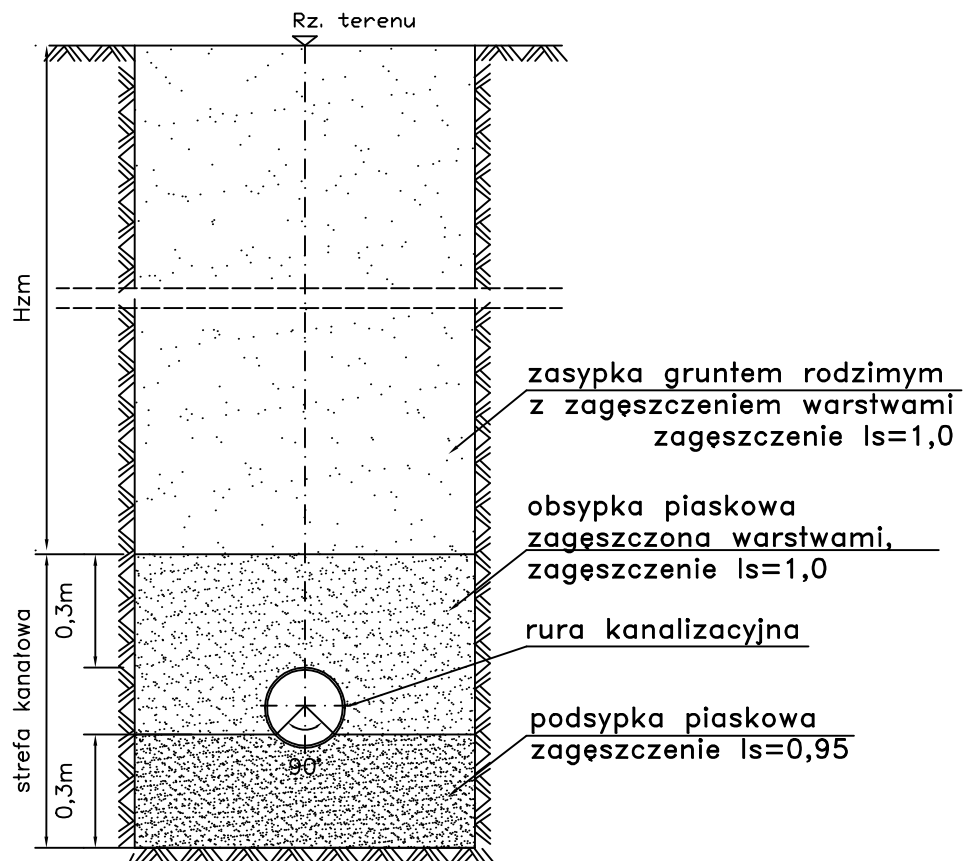 Rz. terenu
Hzm
zasypka gruntem rodzimym
z zagęszczeniem warstwami
zagęszczenie Is=1,0
obsypka piaskowa
zagęszczona warstwami,
zagęszczenie Is=1,0
0,3m
strefa kanałowa
rura kanalizacyjna
podsypka piaskowa
zagęszczenie Is=0,95
90°
0,3m